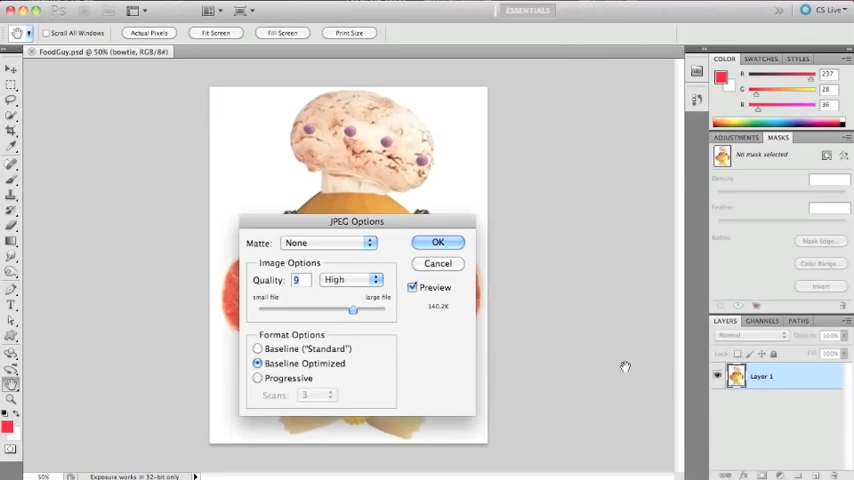 Ps
ESSENTIALS
CS Live
Scroll All Windows
Actual Pixels
Fit Screen
Fill Screen
Print Size
FoodGuy.psd @ 50% (bowtie, RGB/8#)
COLOR
SWATCHES
STYLES
R
237
G
28
B
36
ADJUSTMENTS
MASKS
No mask selected
Density:
Feather:
Refine:
Mask Edge...
Color Range...
Invert
LAYERS
CHANNELS
PATHS
Normal
Opacity:
100%
Lock:
Fill:
100%
Layer 1
JPEG Options
Matte:
None
OK
Image Options
Cancel
Quality:
9
High
Preview
small file
large file
140.2K
Format Options
Baseline ("Standard")
Baseline Optimized
Progressive
Scans:
3
50%
Exposure works in 32-bit only